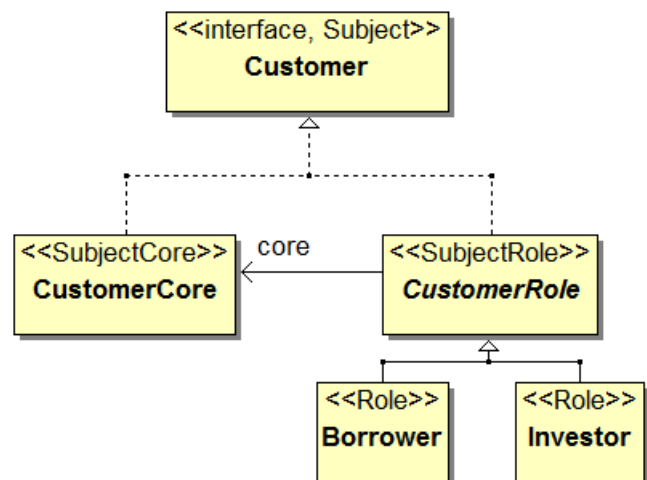 <<interface, Subject>>
Customer
<<SubjectCore>>
CustomerCore
core
<<SubjectRole>>
CustomerRole
<<Role>>
Borrower
<<Role>>
Investor